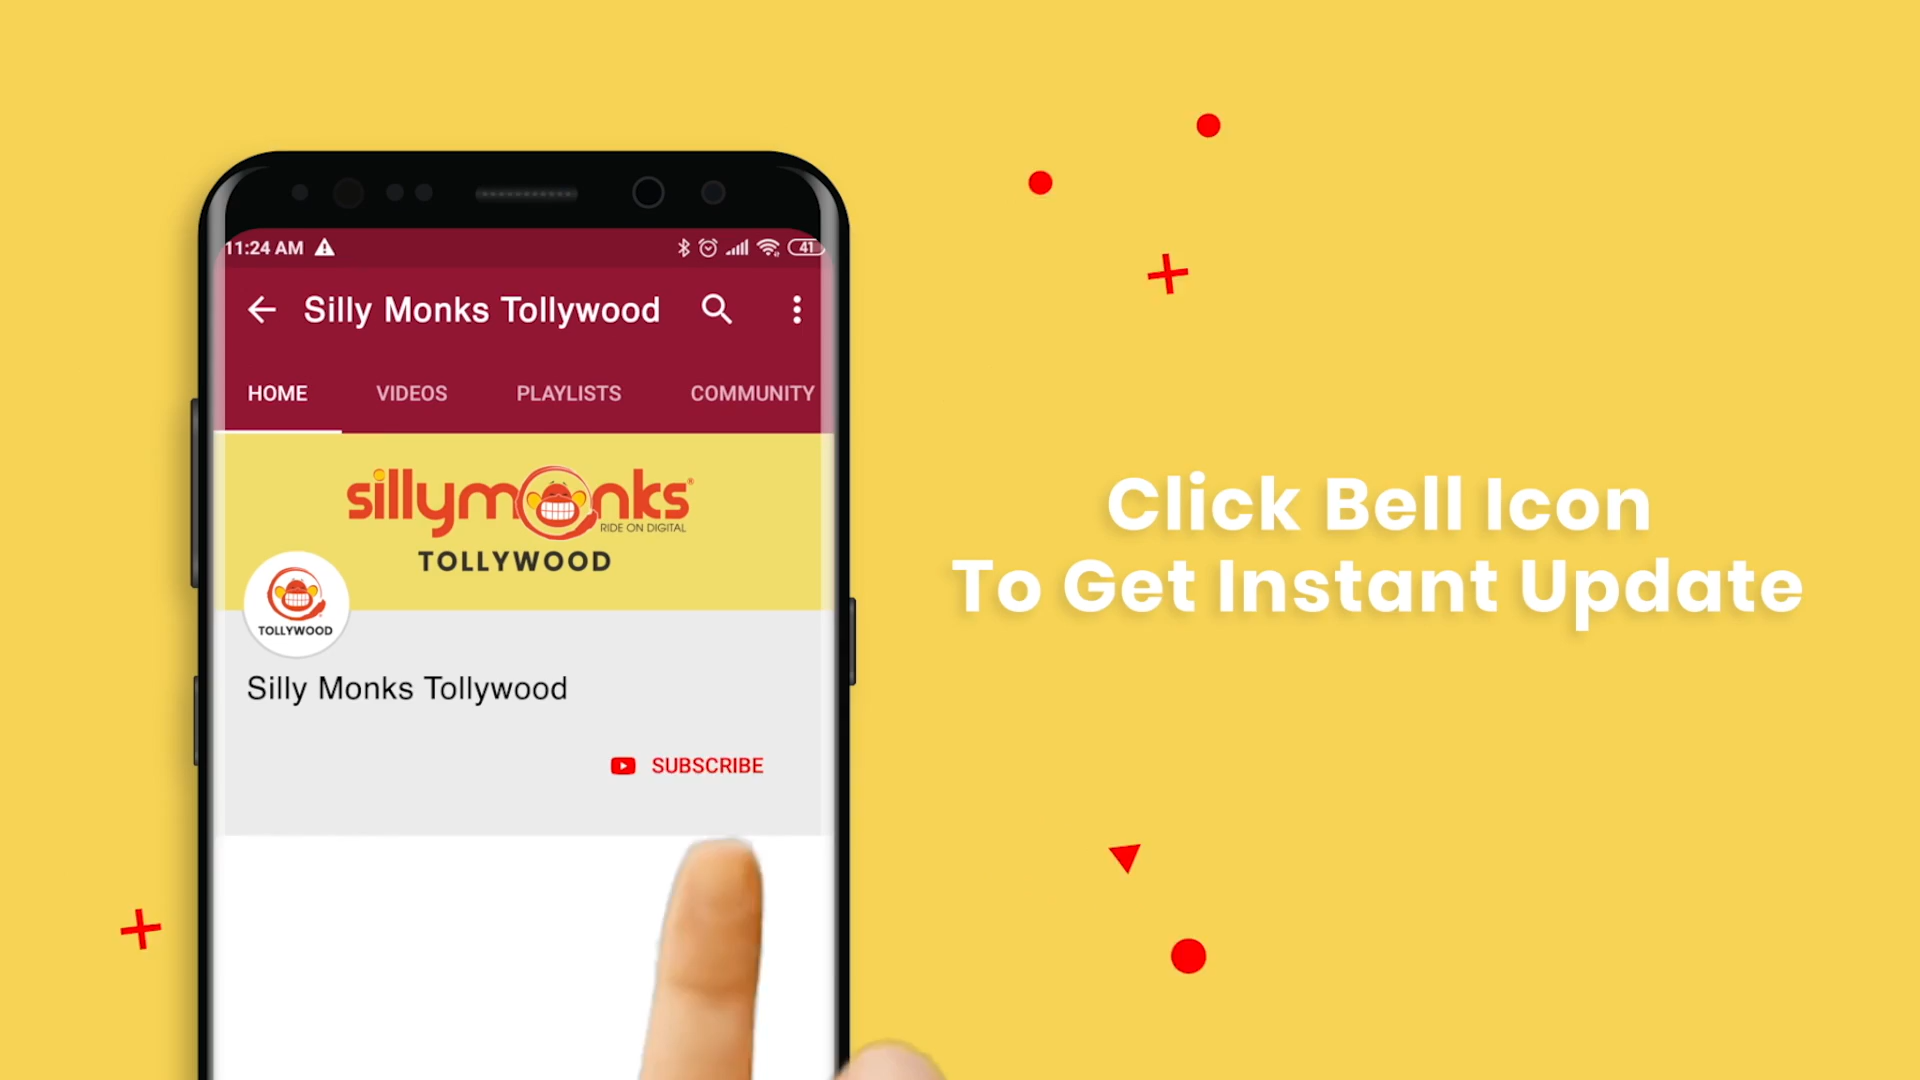 11:24 AM
41
Silly Monks Tollywood
HOME VIDEOS PLAYLISTS COMMUNITY
sillymonks®
RIDE ON DIGITAL
TOLLYWOOD
TOLLYWOOD
Silly Monks Tollywood
SUBSCRIBE
Click Bell Icon
To Get Instant Update